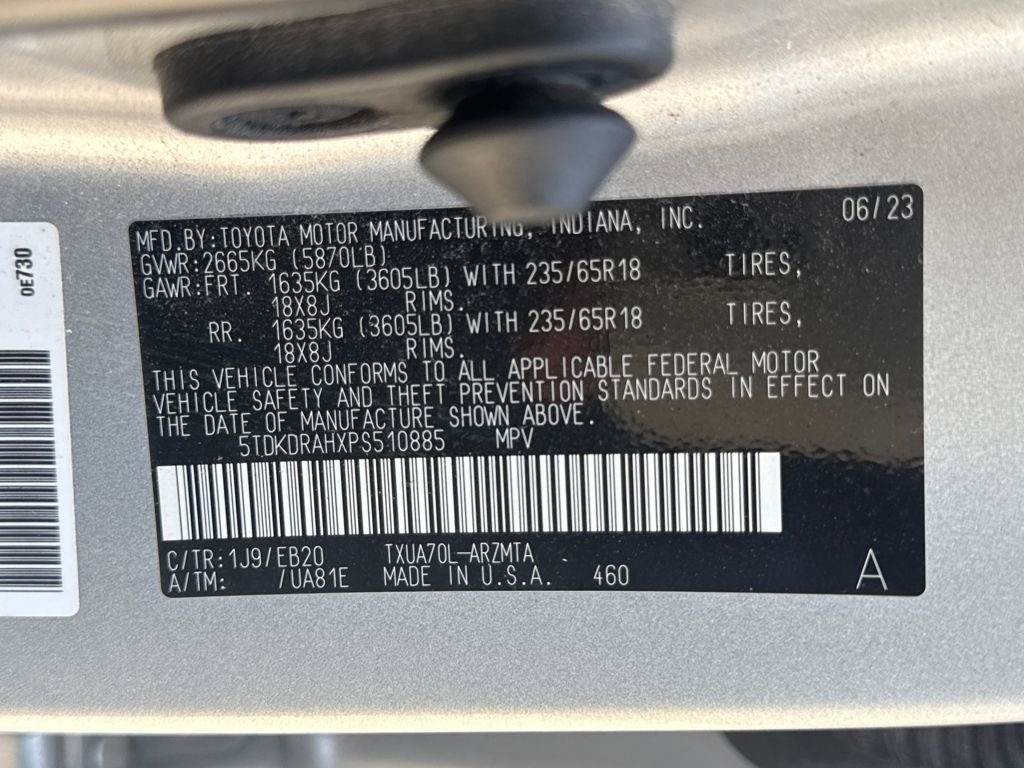 06/23
MFD.BY:TOYOTA MOTOR MANUFACTURING, INDIANA, INC.
GVWR:2665KG (5870LB)
GAWR:FRT. 1635KG (3605LB) WITH 235/65R18 TIRES,
18X8J RIMS.
RR. 1635KG (3605LB) WITH 235/65R18 TIRES,
18X8J RIMS.
THIS VEHICLE CONFORMS TO ALL APPLICABLE FEDERAL MOTOR
VEHICLE SAFETY AND THEFT PREVENTION STANDARDS IN EFFECT ON
THE DATE OF MANUFACTURE SHOWN ABOVE.
5TDKDRAHXPS510885 MPV
C/TR:1J9/EB20 TXUA70L-ARZMTA
A/TM: /UA81E MADE IN U.S.A. 460 A
0E730